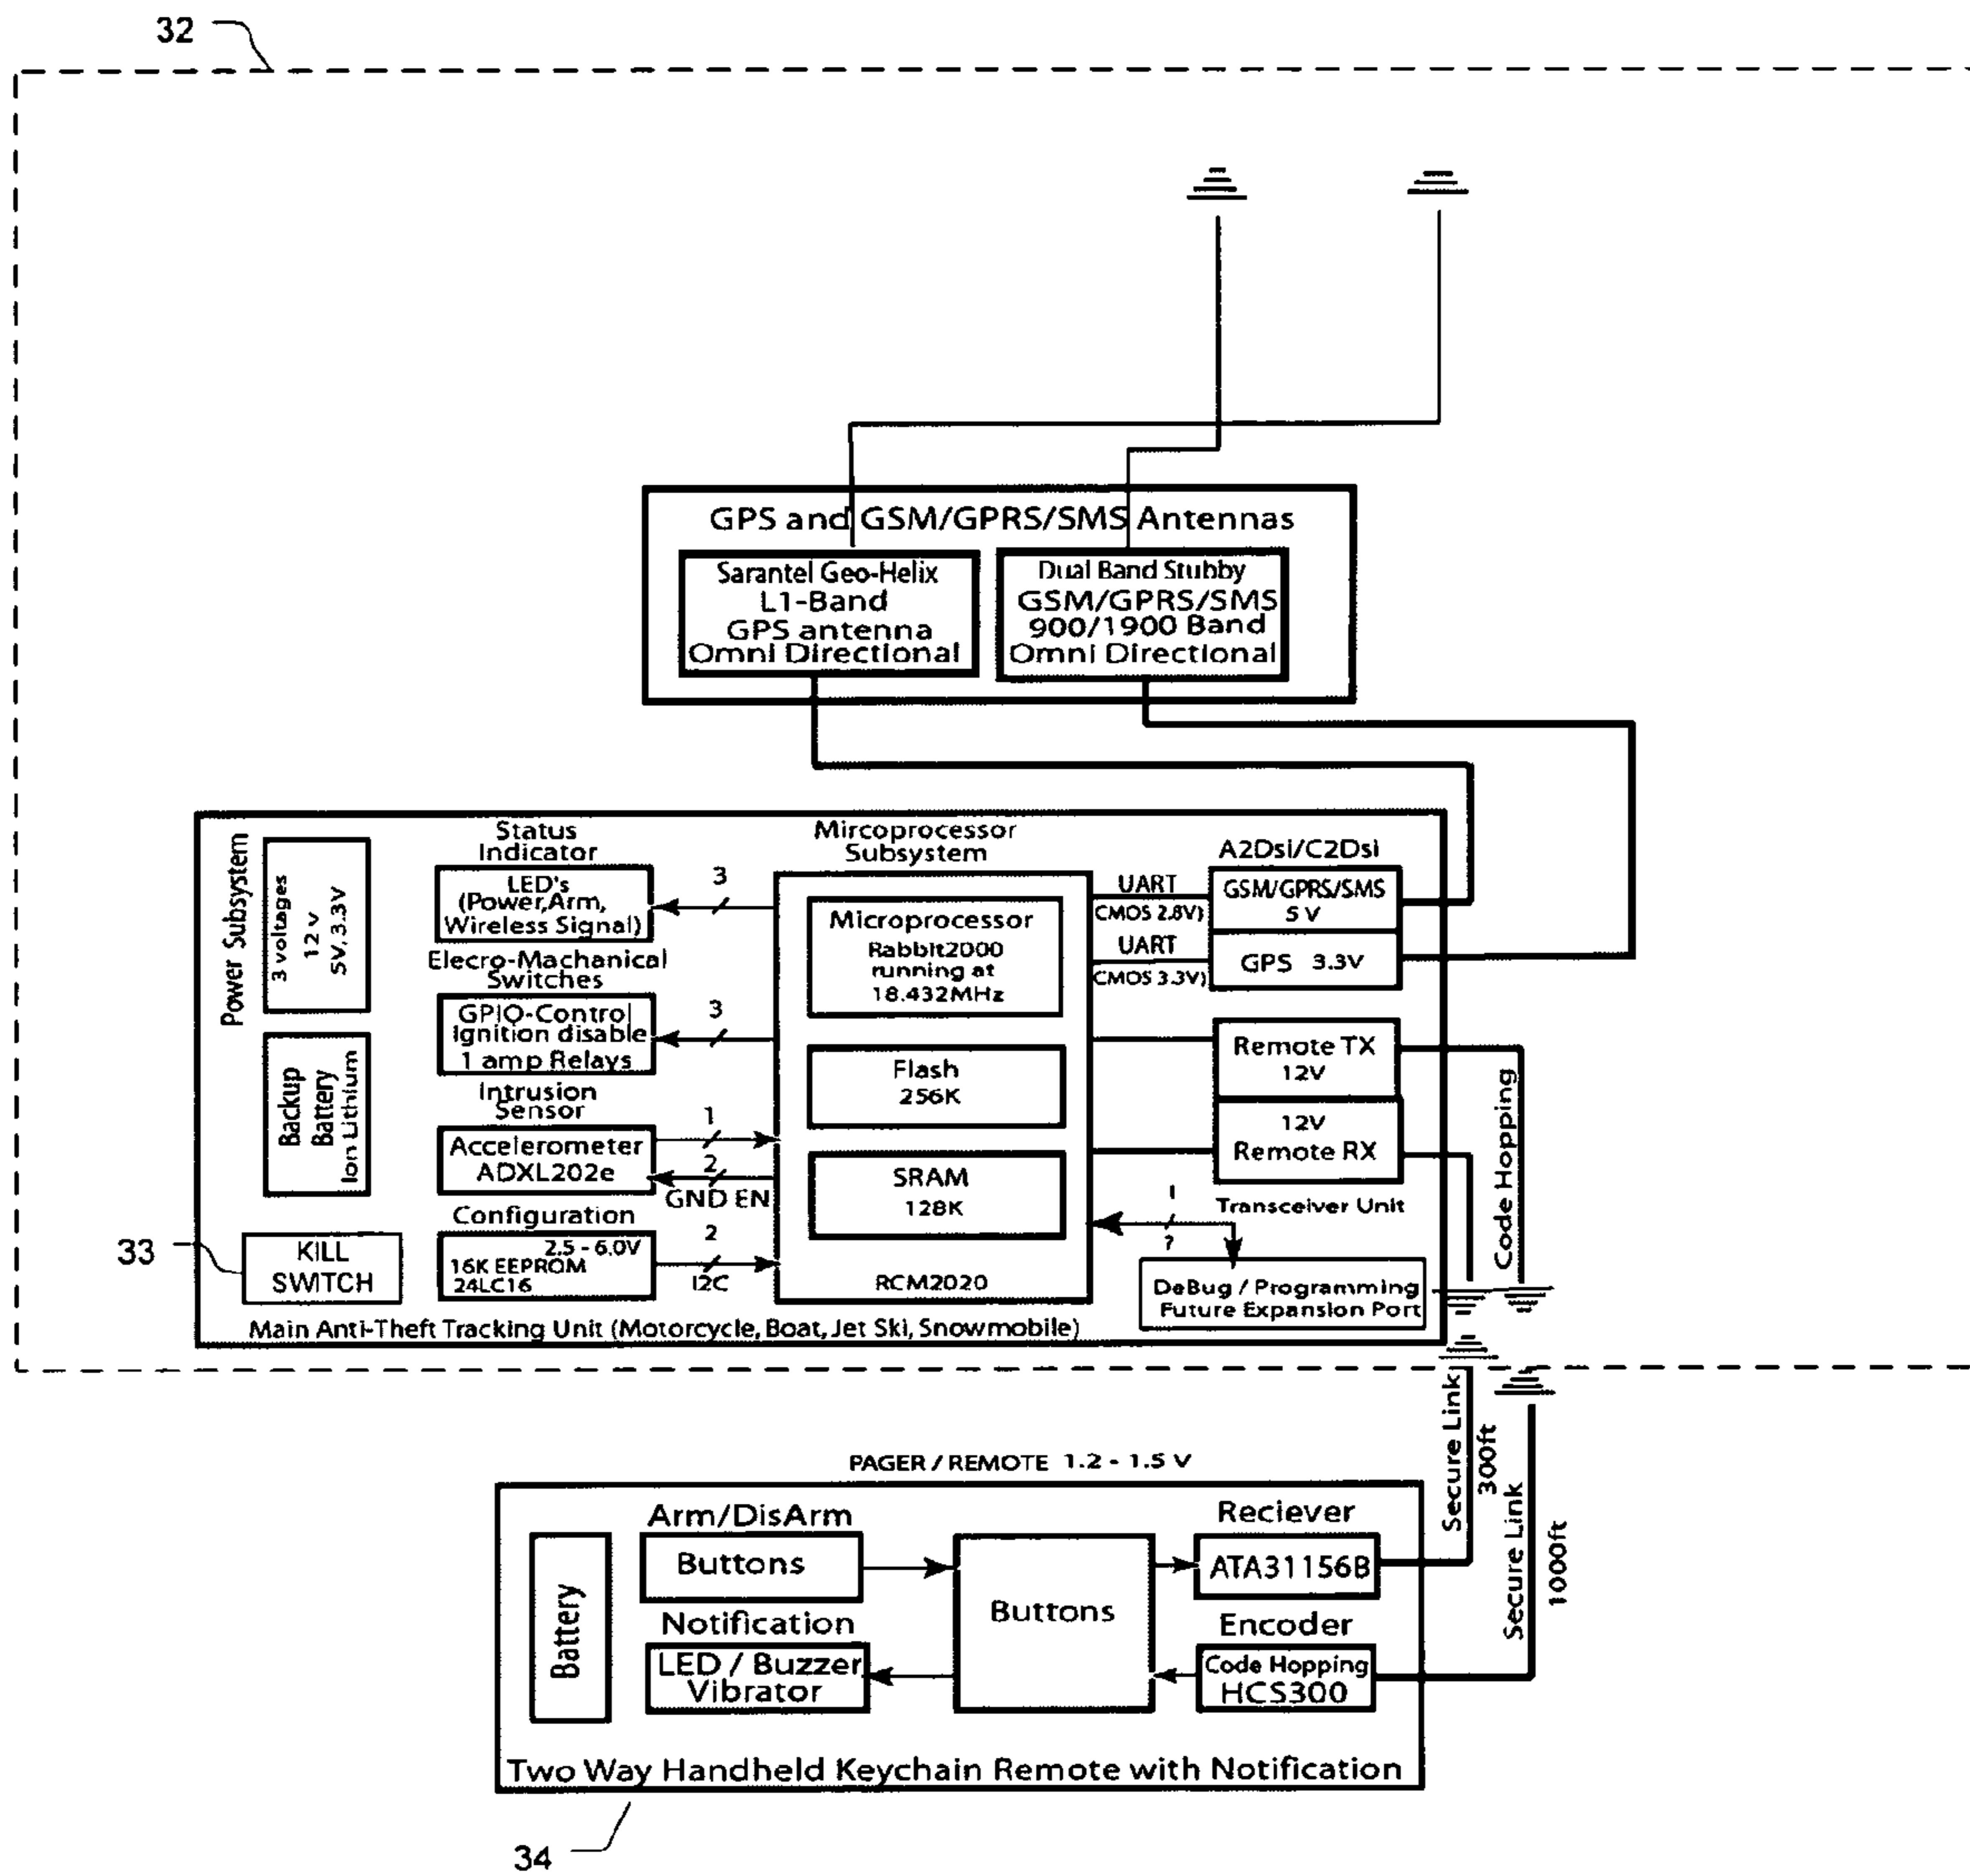 32
GPS and GSM/GPRS/SMS Antennas
Sarantel Geo-Helix
L1-Band
GPS antenna
Omni Directional
Dual Band Stubby
GSM/GPRS/SMS
900/1900 Band
Omni Directional
Power Subsystem
3 voltages
12 v
5V, 3.3V
Backup
Battery
Ion Lithium
33
KILL
SWITCH
Status
Indicator
LED's
(Power,Arm,
Wireless Signal)
3
Elecro-Machanical
Switches
GPIO-Control
Ignition disable
1 amp Relays
3
Intrusion
Sensor
Accelerometer
ADXL202e
1
2
GND EN
Configuration
2.5 - 6.0V
16K EEPROM
24LC16
2
I2C
Mircoprocessor
Subsystem
Microprocessor
Rabbit2000
running at
18.432MHz
Flash
256K
SRAM
128K
RCM2020
A2Dsi/C2Dsi
UART
CMOS 2.8V)
GSM/GPRS/SMS
5 V
UART
CMOS 3.3V)
GPS 3.3V
Remote TX
12V
12V
Remote RX
Transceiver Unit
Code Hopping
?
DeBug / Programming
Future Expansion Port
Main Anti-Theft Tracking Unit (Motorcycle, Boat, Jet Ski, Snowmobile)
Secure Link
300ft
Secure Link
1000ft
PAGER / REMOTE 1.2 - 1.5 V
Battery
Arm/DisArm
Buttons
Notification
LED / Buzzer
Vibrator
Buttons
Reciever
ATA31156B
Encoder
Code Hopping
HCS300
Two Way Handheld Keychain Remote with Notification
34